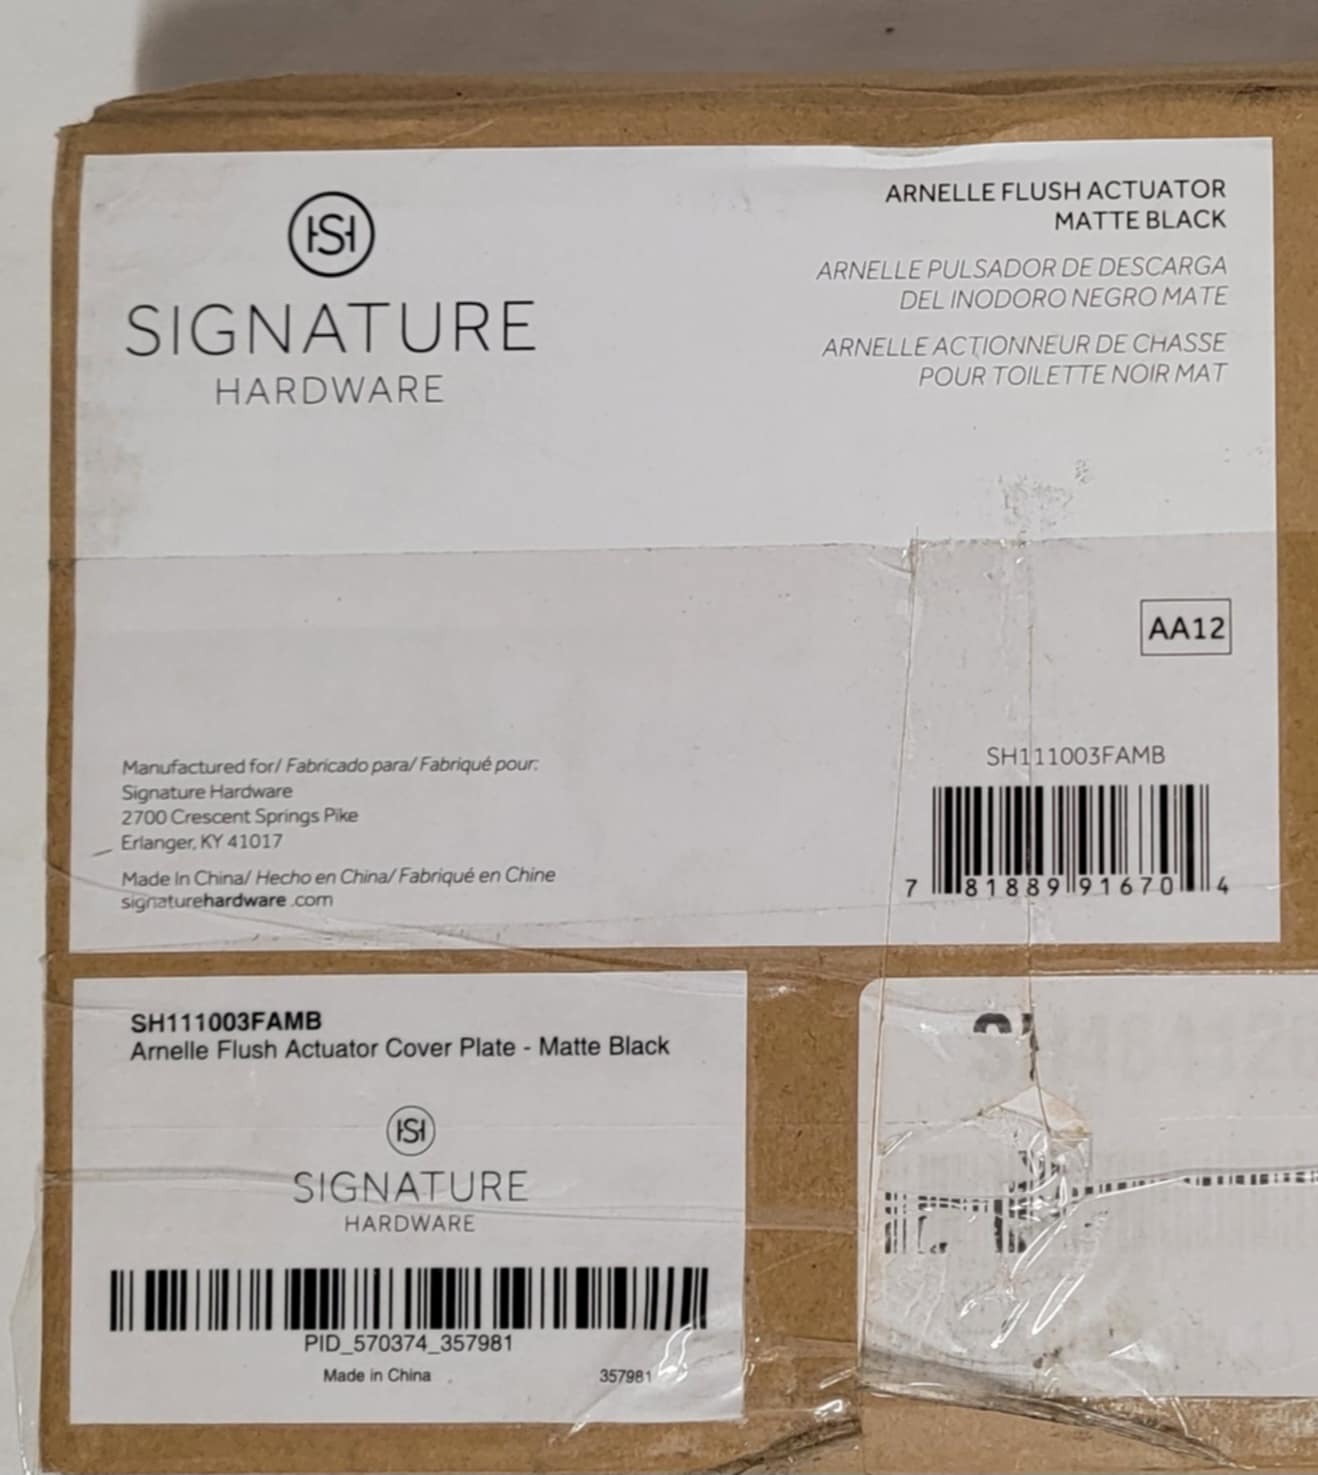 HSH
SIGNATURE
HARDWARE
ARNELLE FLUSH ACTUATOR
MATTE BLACK
ARNELLE PULSADOR DE DESCARGA
DEL INODORO NEGRO MATE
ARNELLE ACTIONNEUR DE CHASSE
POUR TOILETTE NOIR MAT
AA12
Manufactured for/ Fabricado para/ Fabriqué pour:
Signature Hardware
2700 Crescent Springs Pike
Erlanger, KY 41017
Made In China/ Hecho en China/ Fabriqué en Chine
signaturehardware.com
SH111003FAMB
7 81889 91670 4
SH111003FAMB
Arnelle Flush Actuator Cover Plate - Matte Black
HSH
SIGNATURE
HARDWARE
PID_570374_357981
Made in China 357981